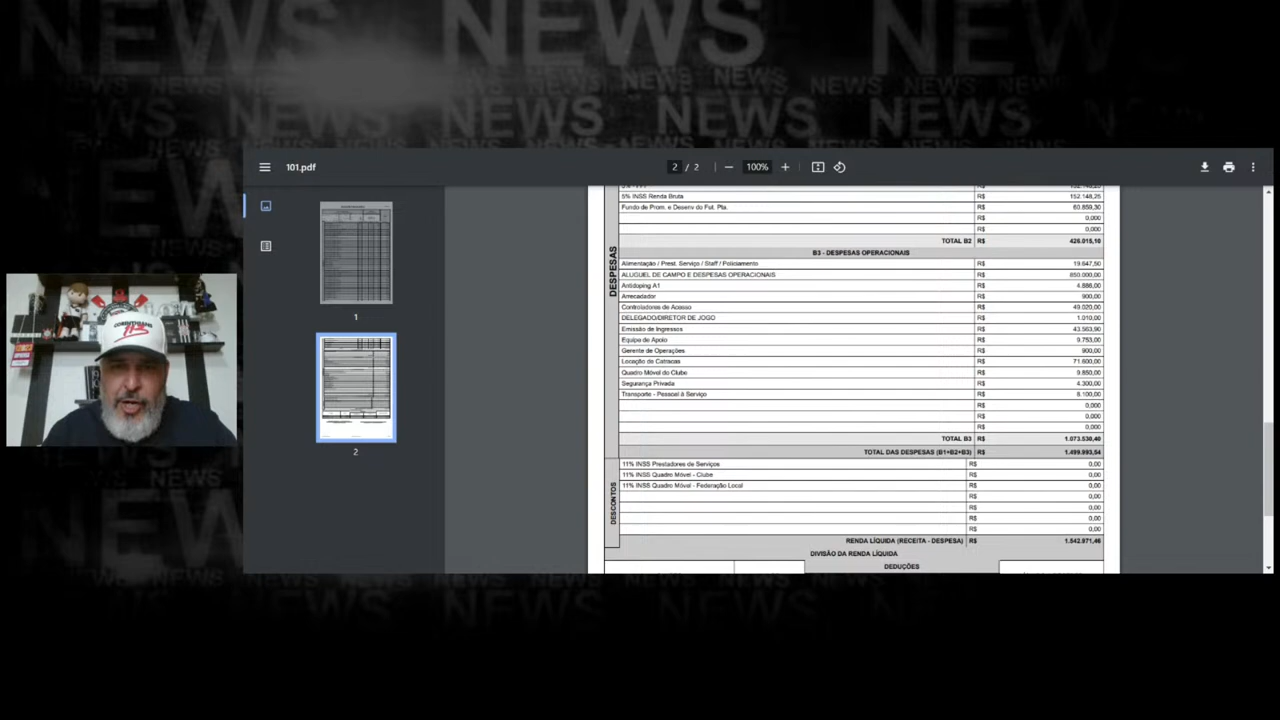 NEWS
101.pdf
2 / 2
100%
1
2
5% INSS Renda Bruta 152.148,25
Fundo de Prom. e Desenv do Fut. Pta. 60.859,30
R$ 0,000
R$ 0,000
TOTAL B2 R$ 426.015,10
DESPESAS
B3 - DESPESAS OPERACIONAIS
Alimentação / Prest. Serviço / Staff / Policiamento R$ 19.647,50
ALUGUEL DE CAMPO E DESPESAS OPERACIONAIS R$ 850.000,00
Antidoping A1 R$ 4.886,00
Arrecadador R$ 900,00
Controladores de Acesso R$ 49.020,00
DELEGADO/DIRETOR DE JOGO R$ 1.010,00
Emissão de Ingressos R$ 43.563,90
Equipe de Apoio R$ 9.753,00
Gerente de Operações R$ 900,00
Locação de Catracas R$ 71.600,00
Quadro Móvel do Clube R$ 9.850,00
Segurança Privada R$ 4.300,00
Transporte - Pessoal à Serviço R$ 8.100,00
R$ 0,000
R$ 0,000
R$ 0,000
TOTAL B3 R$ 1.073.530,40
TOTAL DAS DESPESAS (B1+B2+B3) R$ 1.499.993,54
DESCONTOS
11% INSS Prestadores de Serviços R$ 0,00
11% INSS Quadro Móvel - Clube R$ 0,00
11% INSS Quadro Móvel - Federação Local R$ 0,00
R$ 0,00
R$ 0,00
R$ 0,00
R$ 0,00
RENDA LÍQUIDA (RECEITA - DESPESA) R$ 1.542.971,46
DIVISÃO DA RENDA LÍQUIDA
DEDUÇÕES
CORINTHIANS